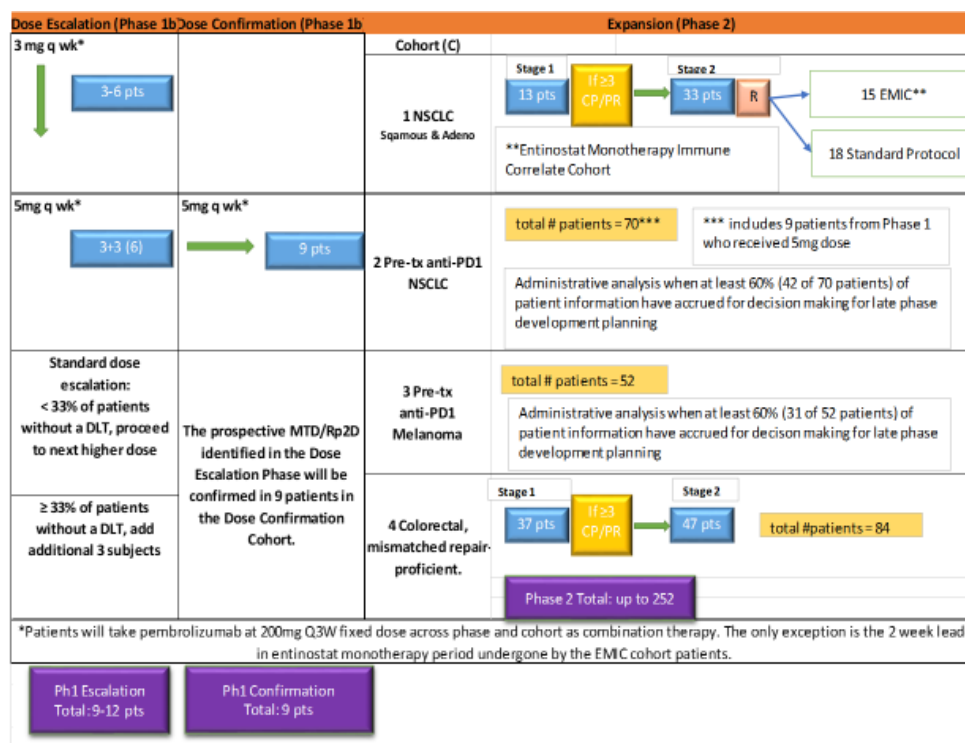 Dose Escalation (Phase 1b
Dose Confirmation (Phase 1b
Expansion (Phase 2)
3 mg q wk*
3-6 pts
Cohort (C)
1 NSCLC
Sqamous & Adeno
Stage 1
13 pts
If ≥3
CP/PR
Stage 2
33 pts
R
15 EMIC**
18 Standard Protocol
**Entinostat Monotherapy Immune
Correlate Cohort
5mg q wk*
3+3 (6)
5mg q wk*
9 pts
2 Pre-tx anti-PD1
NSCLC
total # patients = 70***
*** includes 9 patients from Phase 1
who received 5mg dose
Administrative analysis when at least 60% (42 of 70 patients) of
patient information have accrued for decision making for late phase
development planning
Standard dose
escalation:
< 33% of patients
without a DLT, proceed
to next higher dose
≥ 33% of patients
without a DLT, add
additional 3 subjects
The prospective MTD/Rp2D
identified in the Dose
Escalation Phase will be
confirmed in 9 patients in
the Dose Confirmation
Cohort.
3 Pre-tx
anti-PD1
Melanoma
total # patients = 52
Administrative analysis when at least 60% (31 of 52 patients) of
patient information have accrued for decison making for late phase
development planning
4 Colorectal,
mismatched repair-
proficient.
Stage 1
37 pts
If ≥3
CP/PR
Stage 2
47 pts
total #patients = 84
Phase 2 Total: up to 252
*Patients will take pembrolizumab at 200mg Q3W fixed dose across phase and cohort as combination therapy. The only exception is the 2 week lead
in entinostat monotherapy period undergone by the EMIC cohort patients.
Ph1 Escalation
Total: 9-12 pts
Ph1 Confirmation
Total: 9 pts